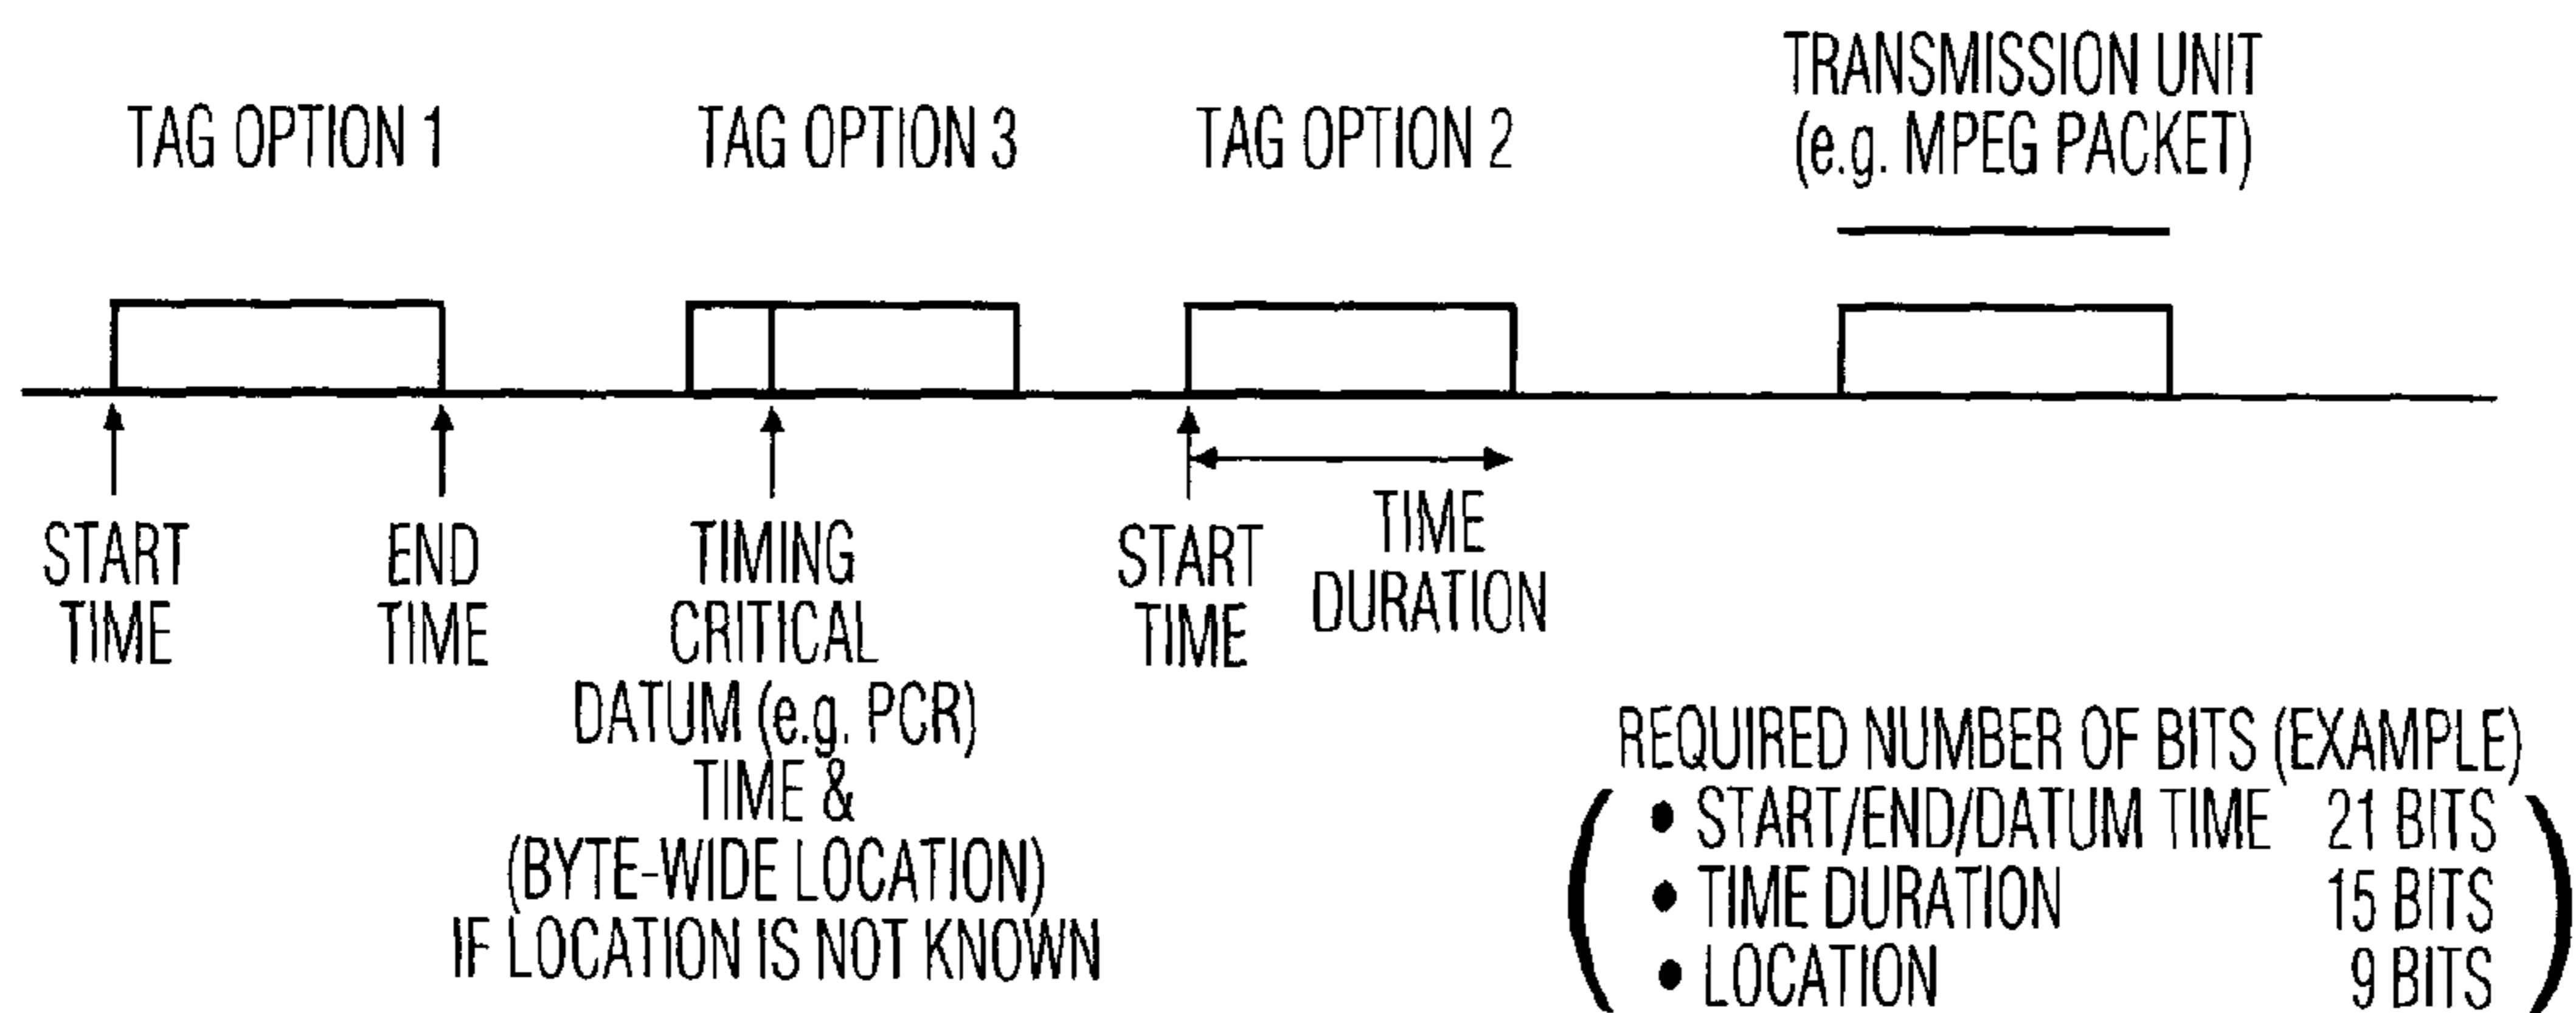 TAG OPTION 1
TAG OPTION 3
TAG OPTION 2
TRANSMISSION UNIT
(e.g. MPEG PACKET)
START
TIME
END
TIME
TIMING
CRITICAL
DATUM (e.g. PCR)
TIME &
(BYTE-WIDE LOCATION)
IF LOCATION IS NOT KNOWN
START
TIME
TIME
DURATION
REQUIRED NUMBER OF BITS (EXAMPLE)
• START/END/DATUM TIME 21 BITS
• TIME DURATION 15 BITS
• LOCATION 9 BITS